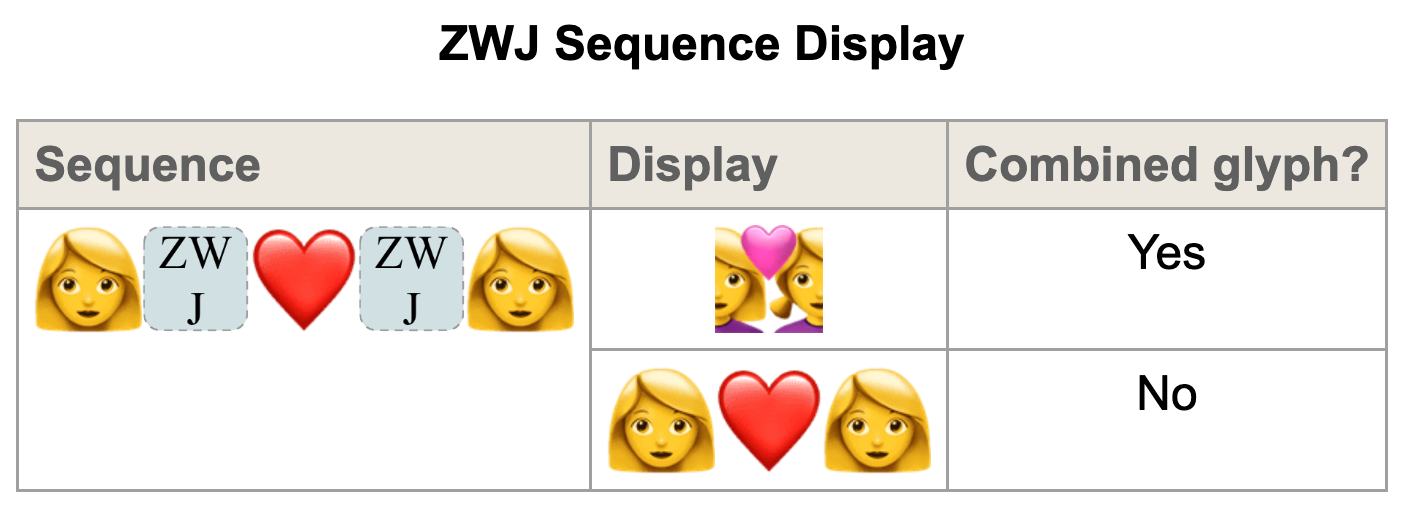 ZWJ Sequence Display
Sequence Display Combined glyph?
👩ZW
J❤️ZW
J👩 👩‍❤️‍👩 Yes
👩❤️👩 No